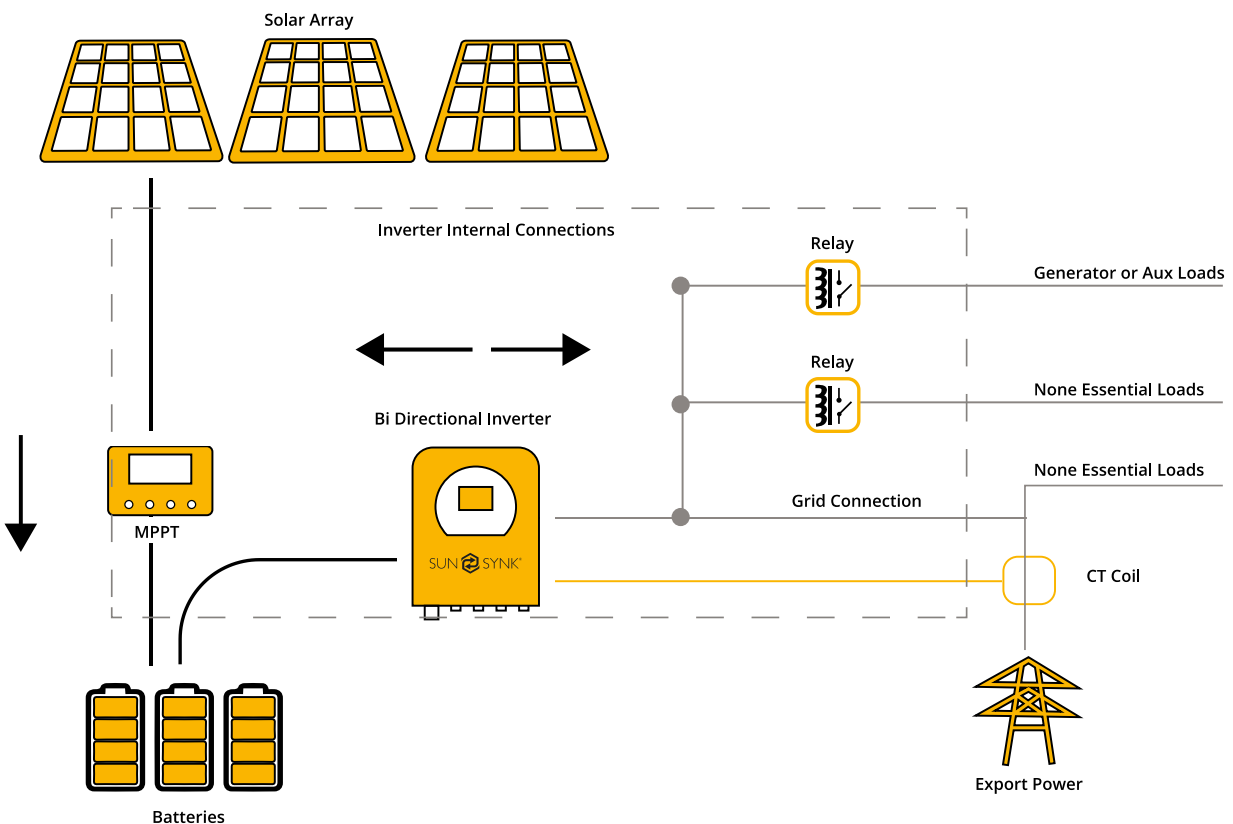 Solar Array
Inverter Internal Connections
Relay
Generator or Aux Loads
Relay
None Essential Loads
Bi Directional Inverter
None Essential Loads
Grid Connection
MPPT
SUN SYNK®
CT Coil
Export Power
Batteries